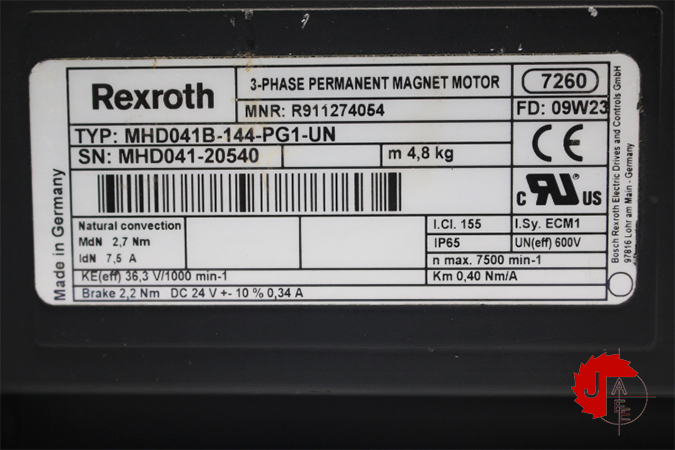 Rexroth
3-PHASE PERMANENT MAGNET MOTOR
7260
MNR: R911274054
FD: 09W23
TYP: MHD041B-144-PG1-UN
SN: MHD041-20540
m 4,8 kg
C US
Natural convection
MdN 2,7 Nm
IdN 7,5 A
I.Cl. 155
I.Sy. ECM1
IP65
UN(eff) 600V
n max. 7500 min-1
KE(eff) 36,3 V/1000 min-1
Km 0,40 Nm/A
Brake 2,2 Nm DC 24 V +- 10 % 0,34 A
Made in Germany
Bosch Rexroth Electric Drives and Controls GmbH
97816 Lohr am Main - Germany
J